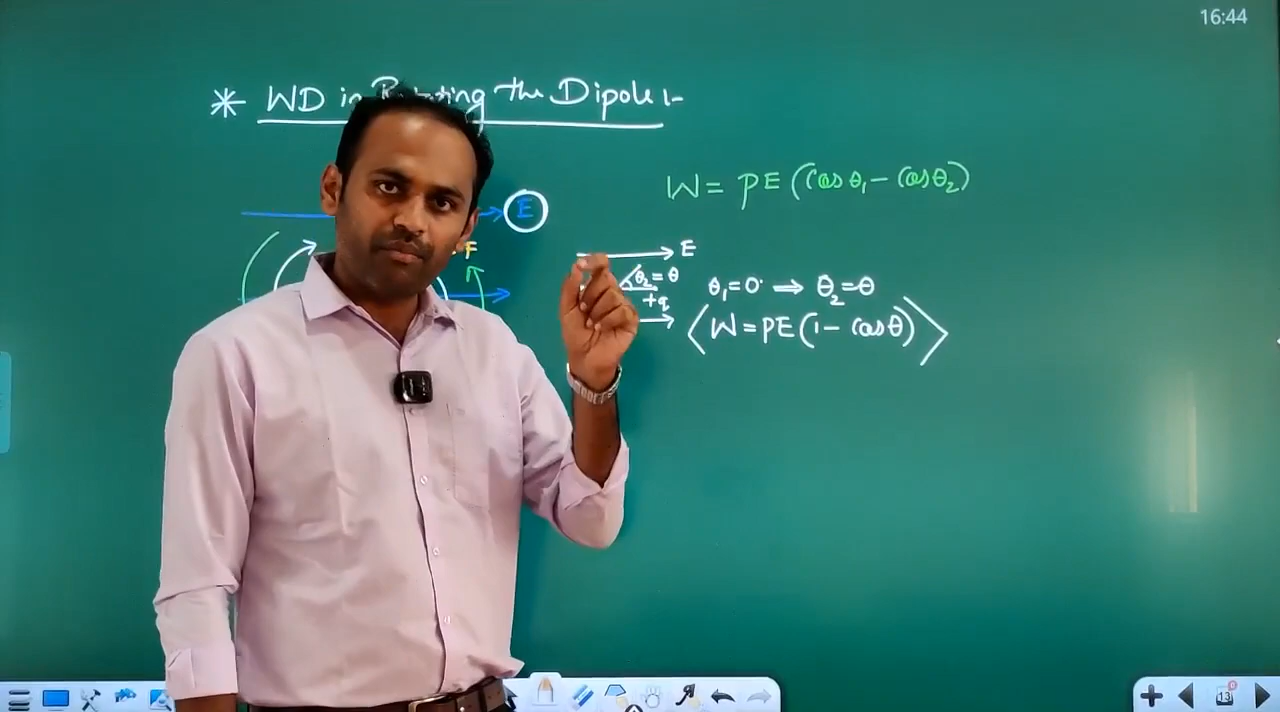 16:44
* WD in Rotating the Dipole :-
W = PE (Cos θ₁ - Cos θ₂)
E
F
E
θ₂ = θ
+q
θ₁ = 0° ⇒ θ₂ = θ
W = PE (1 - Cos θ)
13